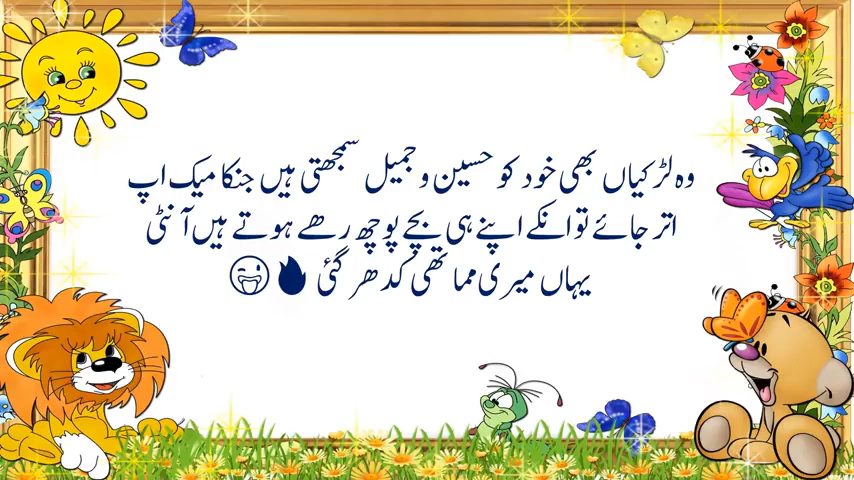 وہ لڑکیاں بھی خود کو حسین و جمیل سمجھتی ہیں جنکا میک اپ
اتر جائے تو انکے اپنے ہی بچے پوچھ رھے ہوتے ہیں آنٹی
یہاں میری مما تھی کدھر گئی 🔥😜